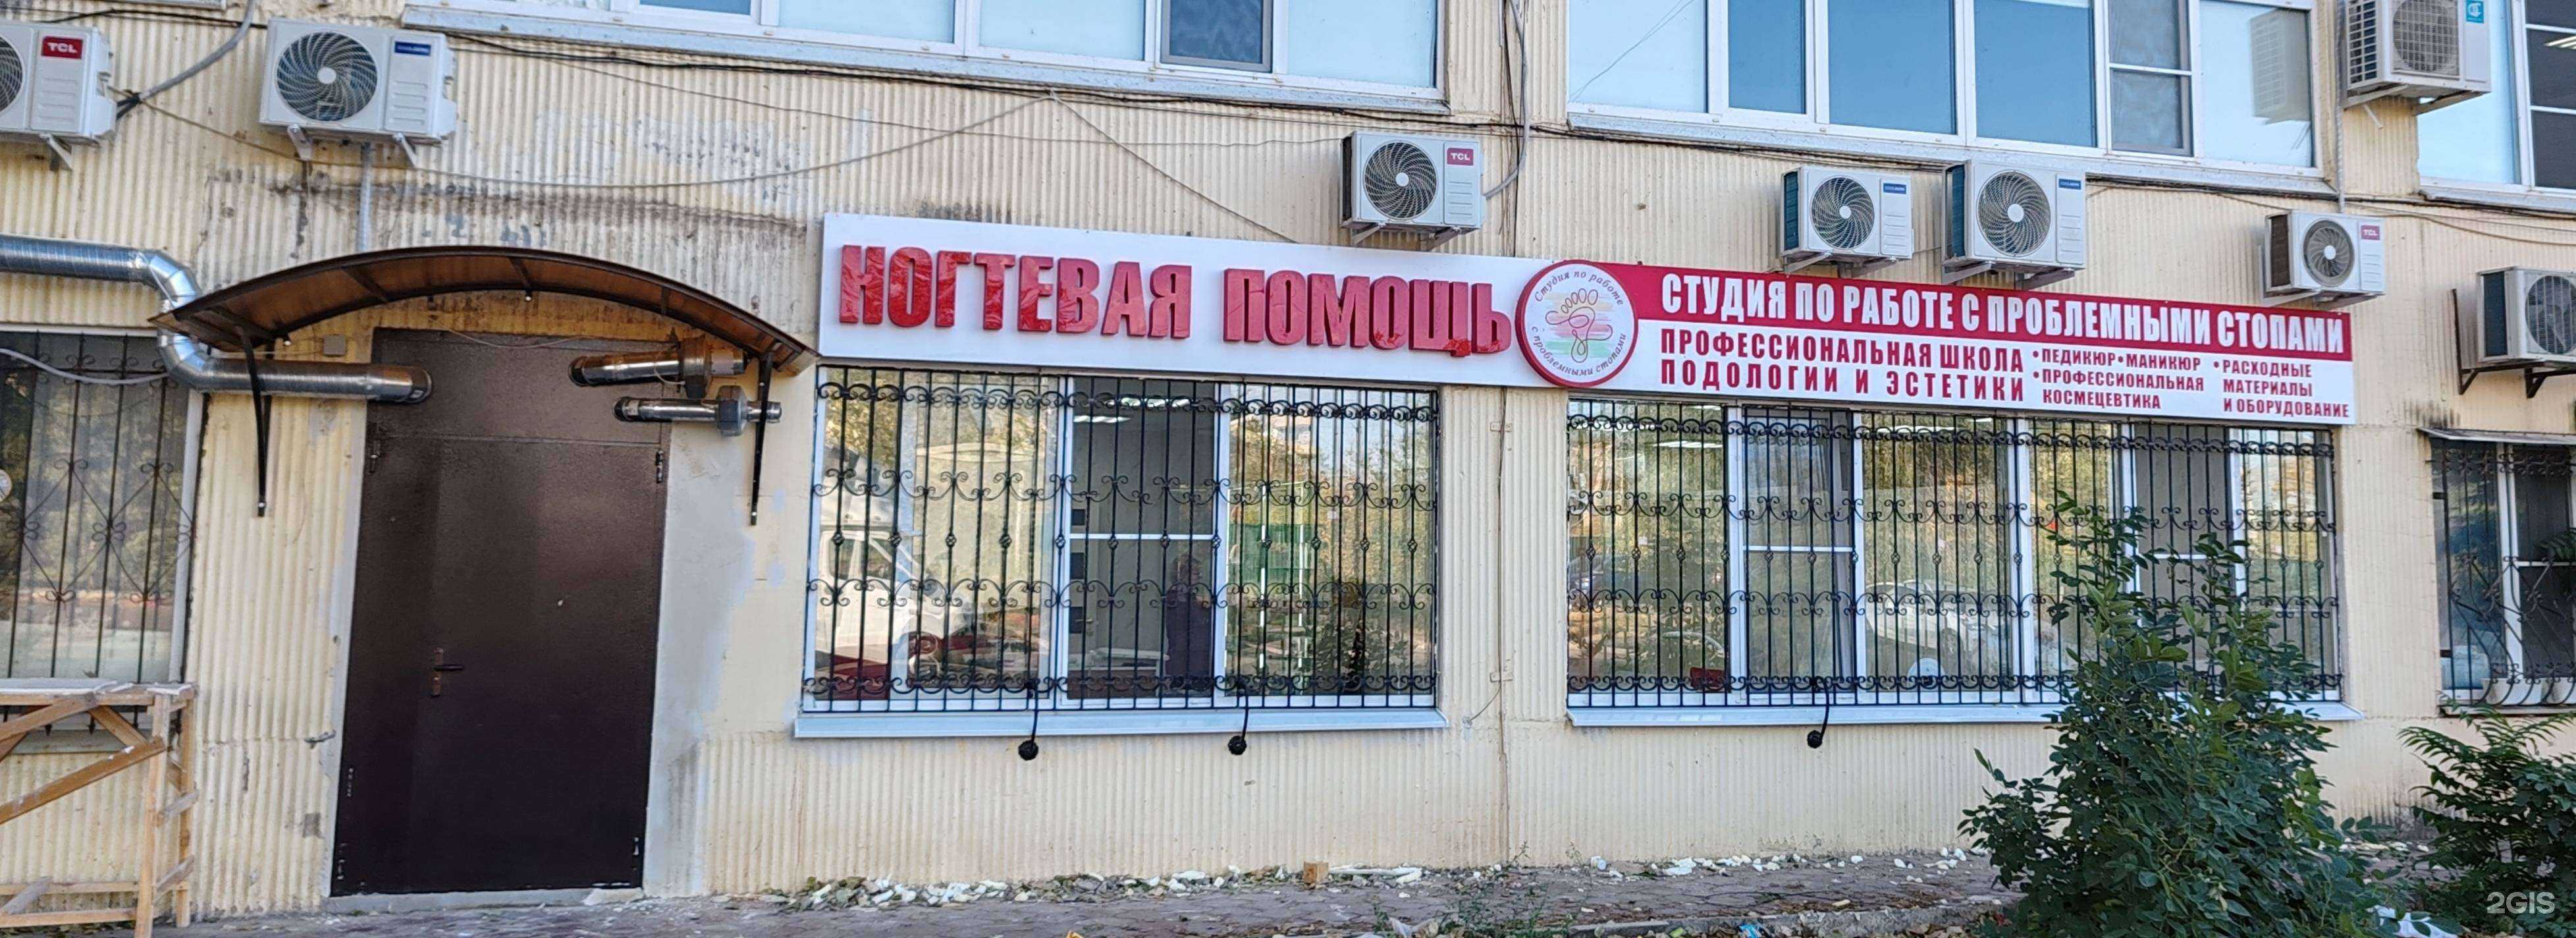 TCL
TCL
TCL
НОГТЕВАЯ ПОМОЩЬ
Студия по работе
с проблемными стопами
СТУДИЯ ПО РАБОТЕ С ПРОБЛЕМНЫМИ СТОПАМИ
ПРОФЕССИОНАЛЬНАЯ ШКОЛА
ПОДОЛОГИИ И ЭСТЕТИКИ
•ПЕДИКЮР•МАНИКЮР
•ПРОФЕССИОНАЛЬНАЯ
КОСМЕЦЕВТИКА
•РАСХОДНЫЕ
МАТЕРИАЛЫ
И ОБОРУДОВАНИЕ
2GIS